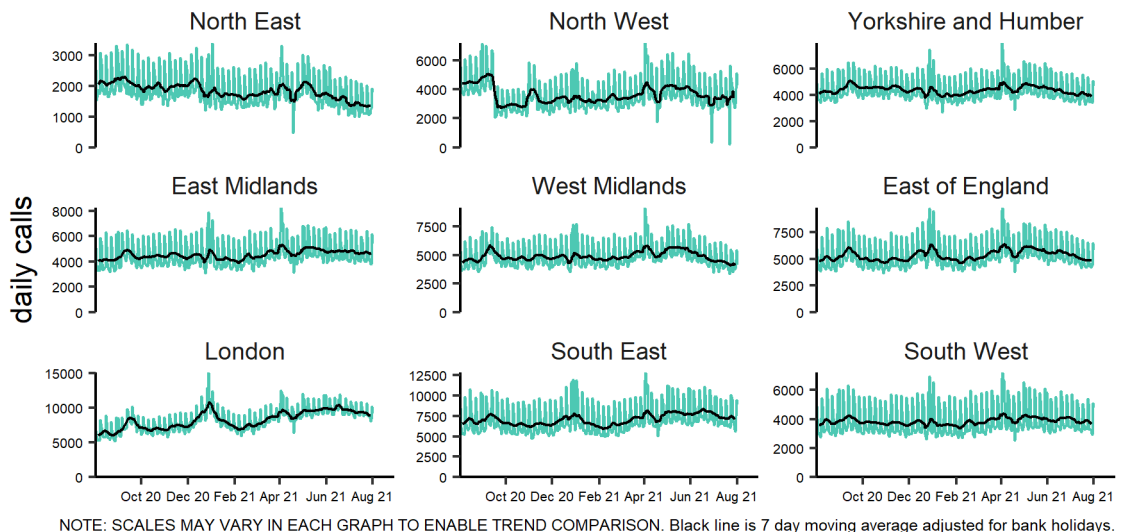 North East North West Yorkshire and Humber
3000 6000 8000
2000 4000 6000
1000 2000 4000
0 0 2000
0
East Midlands West Midlands East of England
8000 7500 7500
6000 5000 5000
4000 2500 2500
2000 0 0
0
daily calls
London South East South West
15000 12500 6000
10000 10000 4000
5000 7500 2000
0 5000 0
2500
0
Oct 20 Dec 20 Feb 21 Apr 21 Jun 21 Aug 21 Oct 20 Dec 20 Feb 21 Apr 21 Jun 21 Aug 21 Oct 20 Dec 20 Feb 21 Apr 21 Jun 21 Aug 21
NOTE: SCALES MAY VARY IN EACH GRAPH TO ENABLE TREND COMPARISON. Black line is 7 day moving average adjusted for bank holidays.